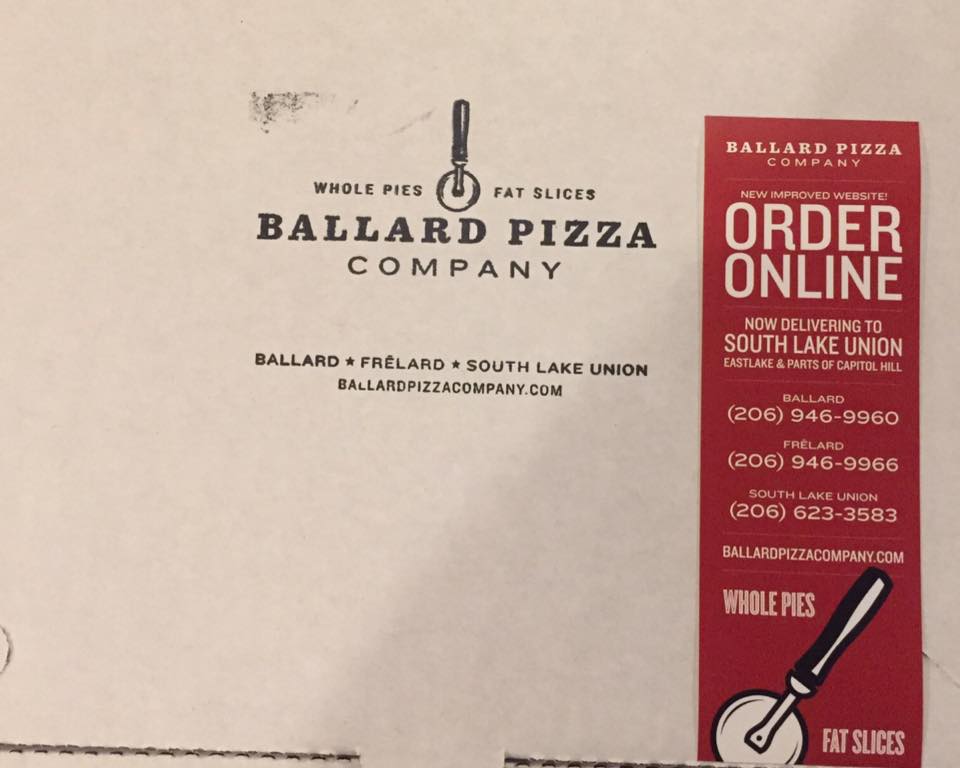 WHOLE PIES FAT SLICES
BALLARD PIZZA
COMPANY
BALLARD ★ FRĒLARD ★ SOUTH LAKE UNION
BALLARDPIZZACOMPANY.COM
BALLARD PIZZA
COMPANY
NEW IMPROVED WEBSITE!
ORDER
ONLINE
NOW DELIVERING TO
SOUTH LAKE UNION
EASTLAKE & PARTS OF CAPITOL HILL
BALLARD
(206) 946-9960
FRĒLARD
(206) 946-9966
SOUTH LAKE UNION
(206) 623-3583
BALLARDPIZZACOMPANY.COM
WHOLE PIES
FAT SLICES